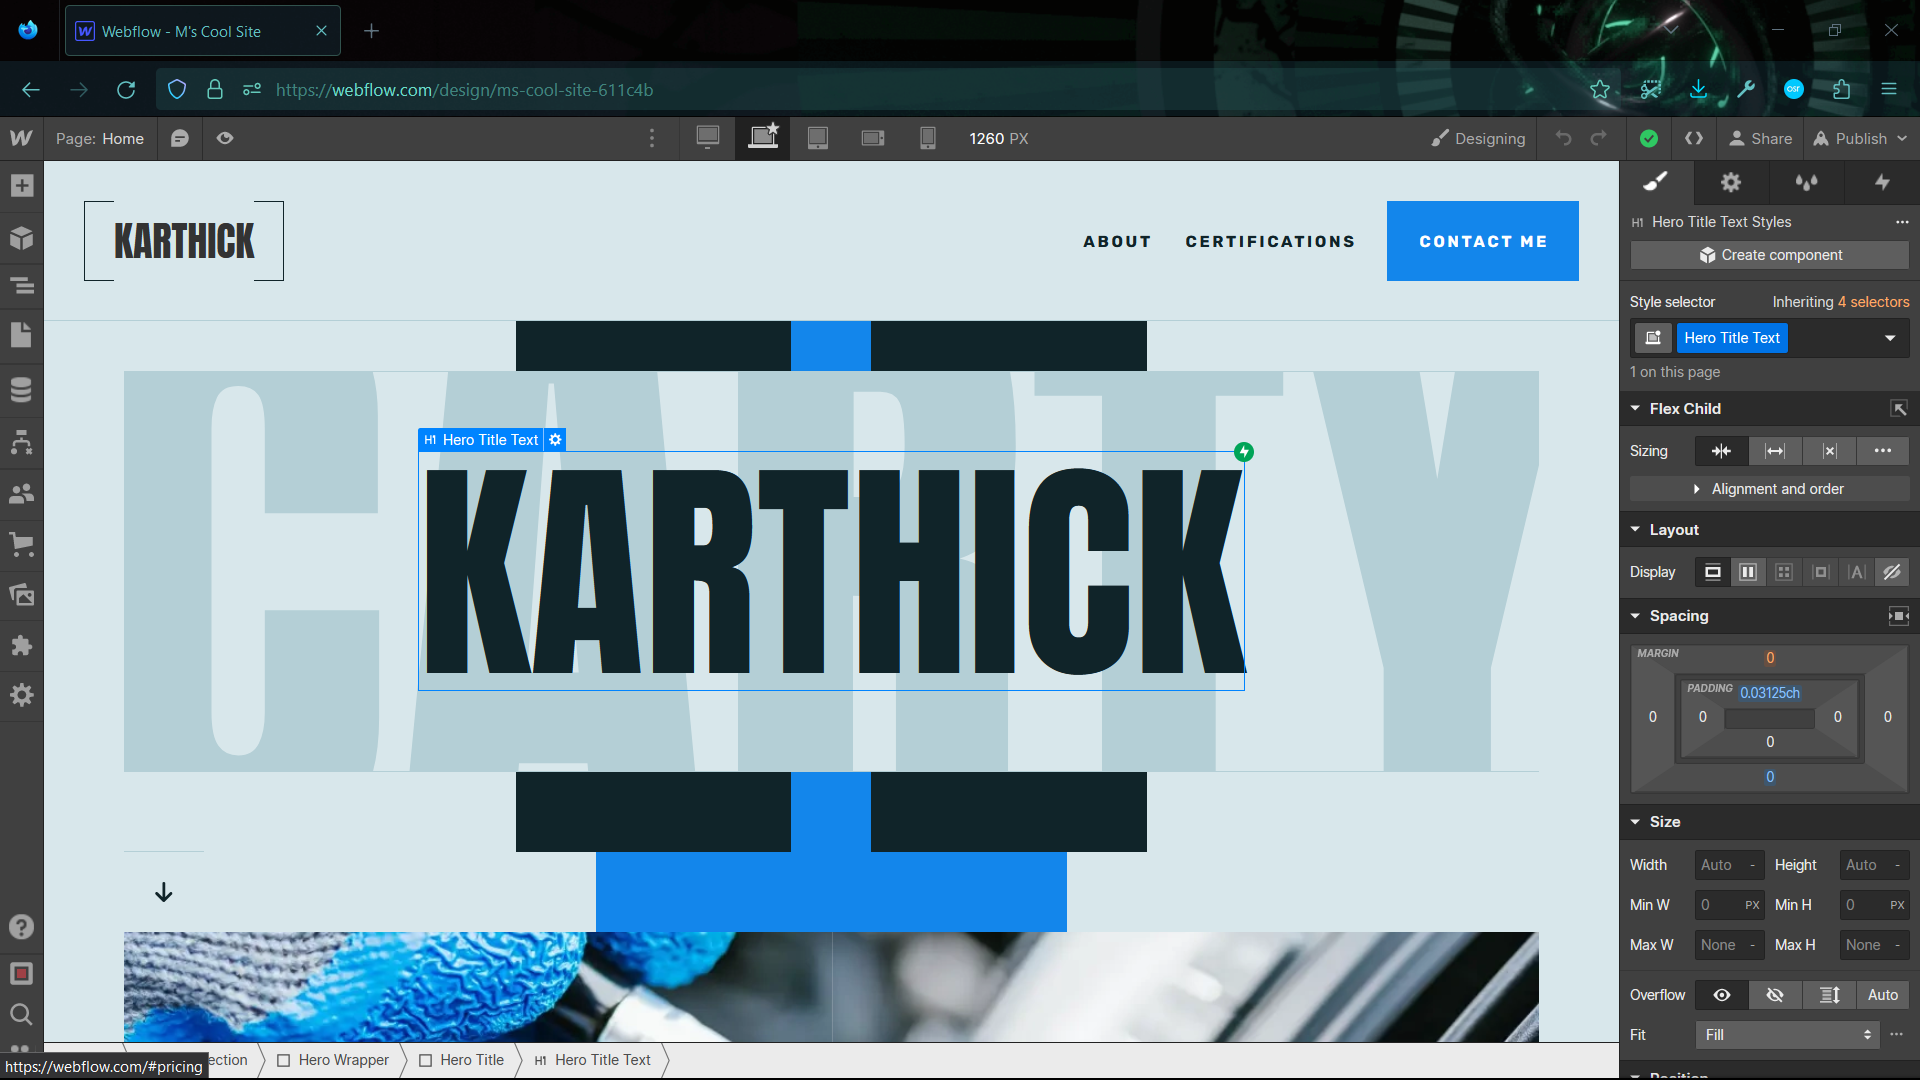 Webflow - M's Cool Site
https://webflow.com/design/ms-cool-site-611c4b
Page: Home
1260 PX
Designing
Share
Publish
KARTHICK
ABOUT
CERTIFICATIONS
CONTACT ME
CARTY
H1 Hero Title Text
KARTHICK
H1 Hero Title Text Styles
Create component
Style selector
Inheriting 4 selectors
Hero Title Text
1 on this page
Flex Child
Sizing
Alignment and order
Layout
Display
Spacing
MARGIN
0
PADDING
0.03125ch
0
0
0
0
0
0
Size
Width
Auto -
Height
Auto -
Min W
0 PX
Min H
0 PX
Max W
None -
Max H
None -
Overflow
Auto
Fit
Fill
Position
https://webflow.com/#pricing
ection
Hero Wrapper
Hero Title
H1 Hero Title Text